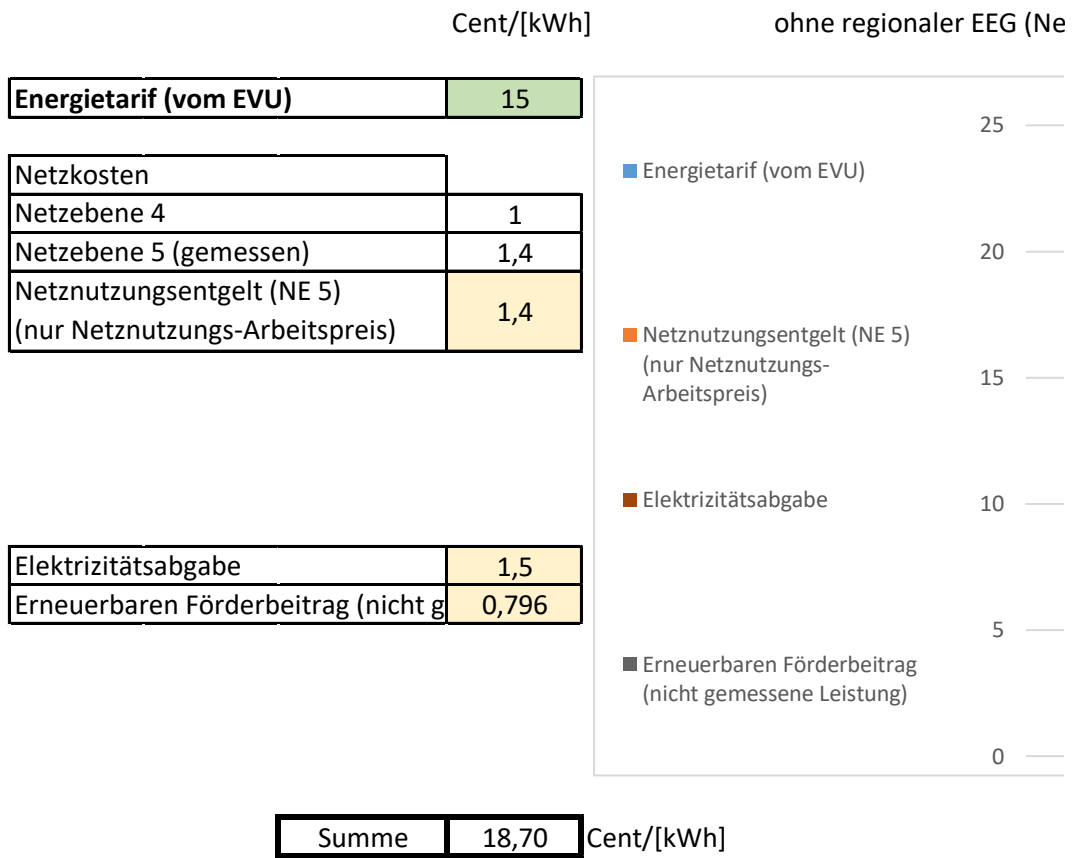 Cent/[kWh]
ohne regionaler EEG (Ne
Energietarif (vom EVU) 15
Netzkosten
Netzebene 4 1
Netzebene 5 (gemessen) 1,4
Netznutzungsentgelt (NE 5)
(nur Netznutzungs-Arbeitspreis) 1,4
Elektrizitätsabgabe 1,5
Erneuerbaren Förderbeitrag (nicht g 0,796
Summe 18,70 Cent/[kWh]
25
Energietarif (vom EVU)
20
Netznutzungsentgelt (NE 5)
(nur Netznutzungs-
Arbeitspreis)
15
Elektrizitätsabgabe
10
5
Erneuerbaren Förderbeitrag
(nicht gemessene Leistung)
0